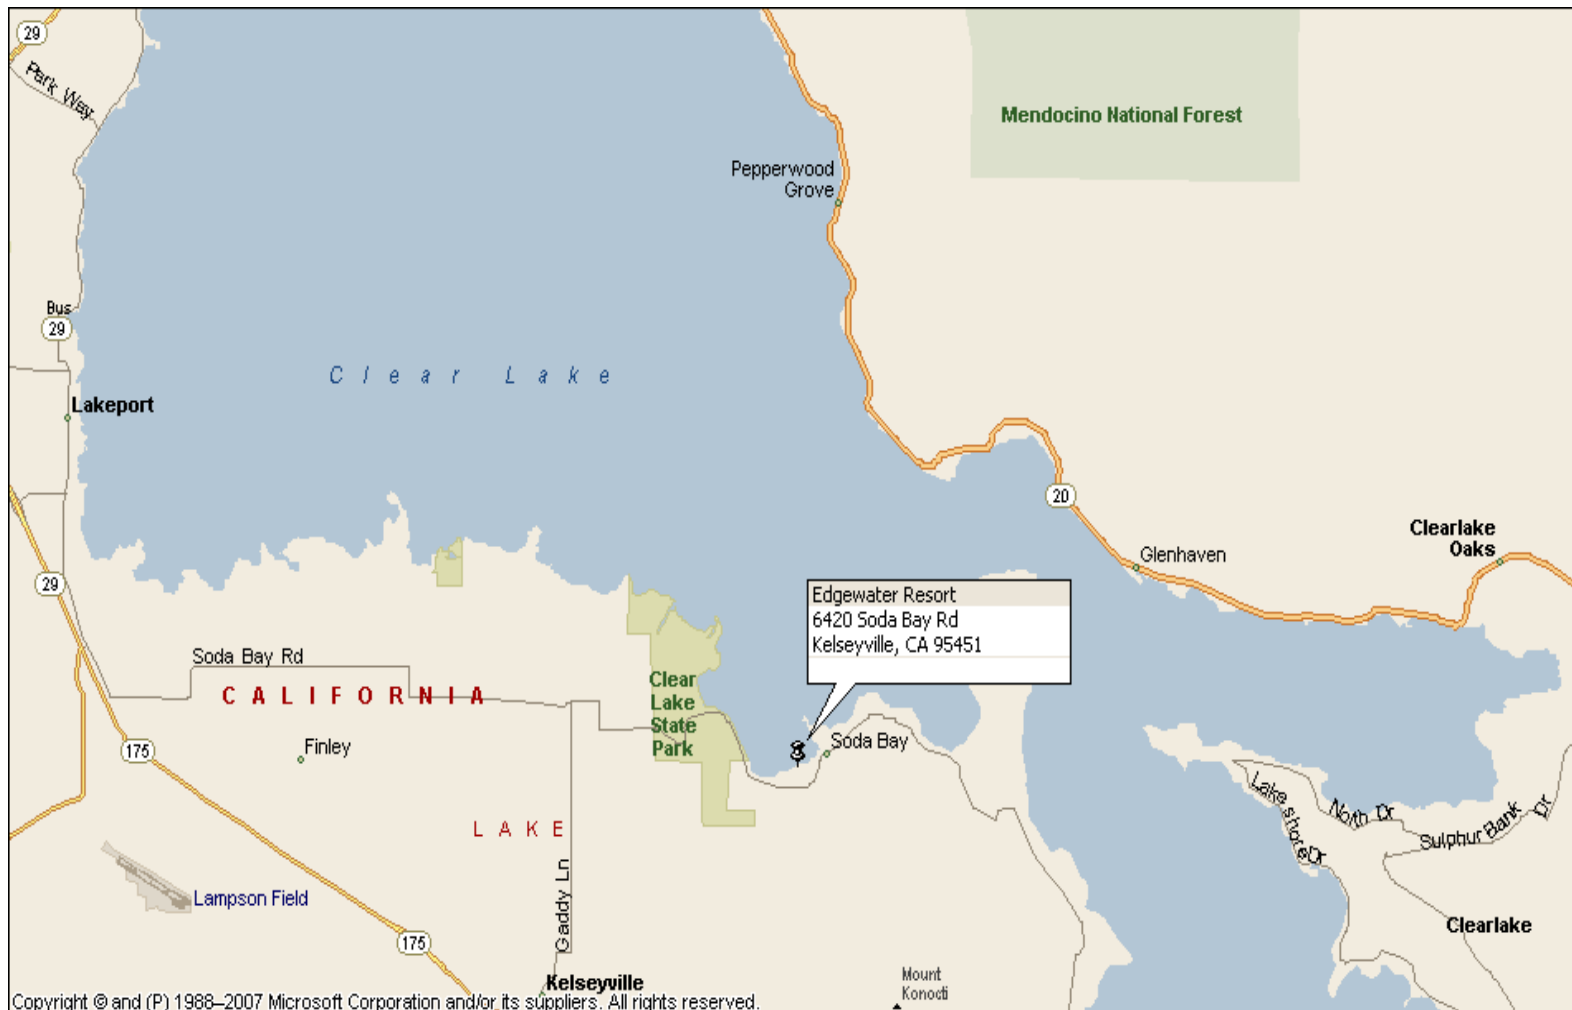 29
Park Way
Mendocino National Forest
Pepperwood
Grove
Bus
29
Clear Lake
Lakeport
20
Clearlake
Oaks
Glenhaven
29
Edgewater Resort
6420 Soda Bay Rd
Kelseyville, CA 95451
Soda Bay Rd
CALIFORNIA
Clear
Lake
State
Park
175
Finley
Soda Bay
Lake shore Dr
North Dr
Sulphur Bank Dr
LAKE
Lampson Field
Gaddy Ln
Clearlake
175
Kelseyville
Mount
Konocti
Copyright © and (P) 1988–2007 Microsoft Corporation and/or its suppliers. All rights reserved.